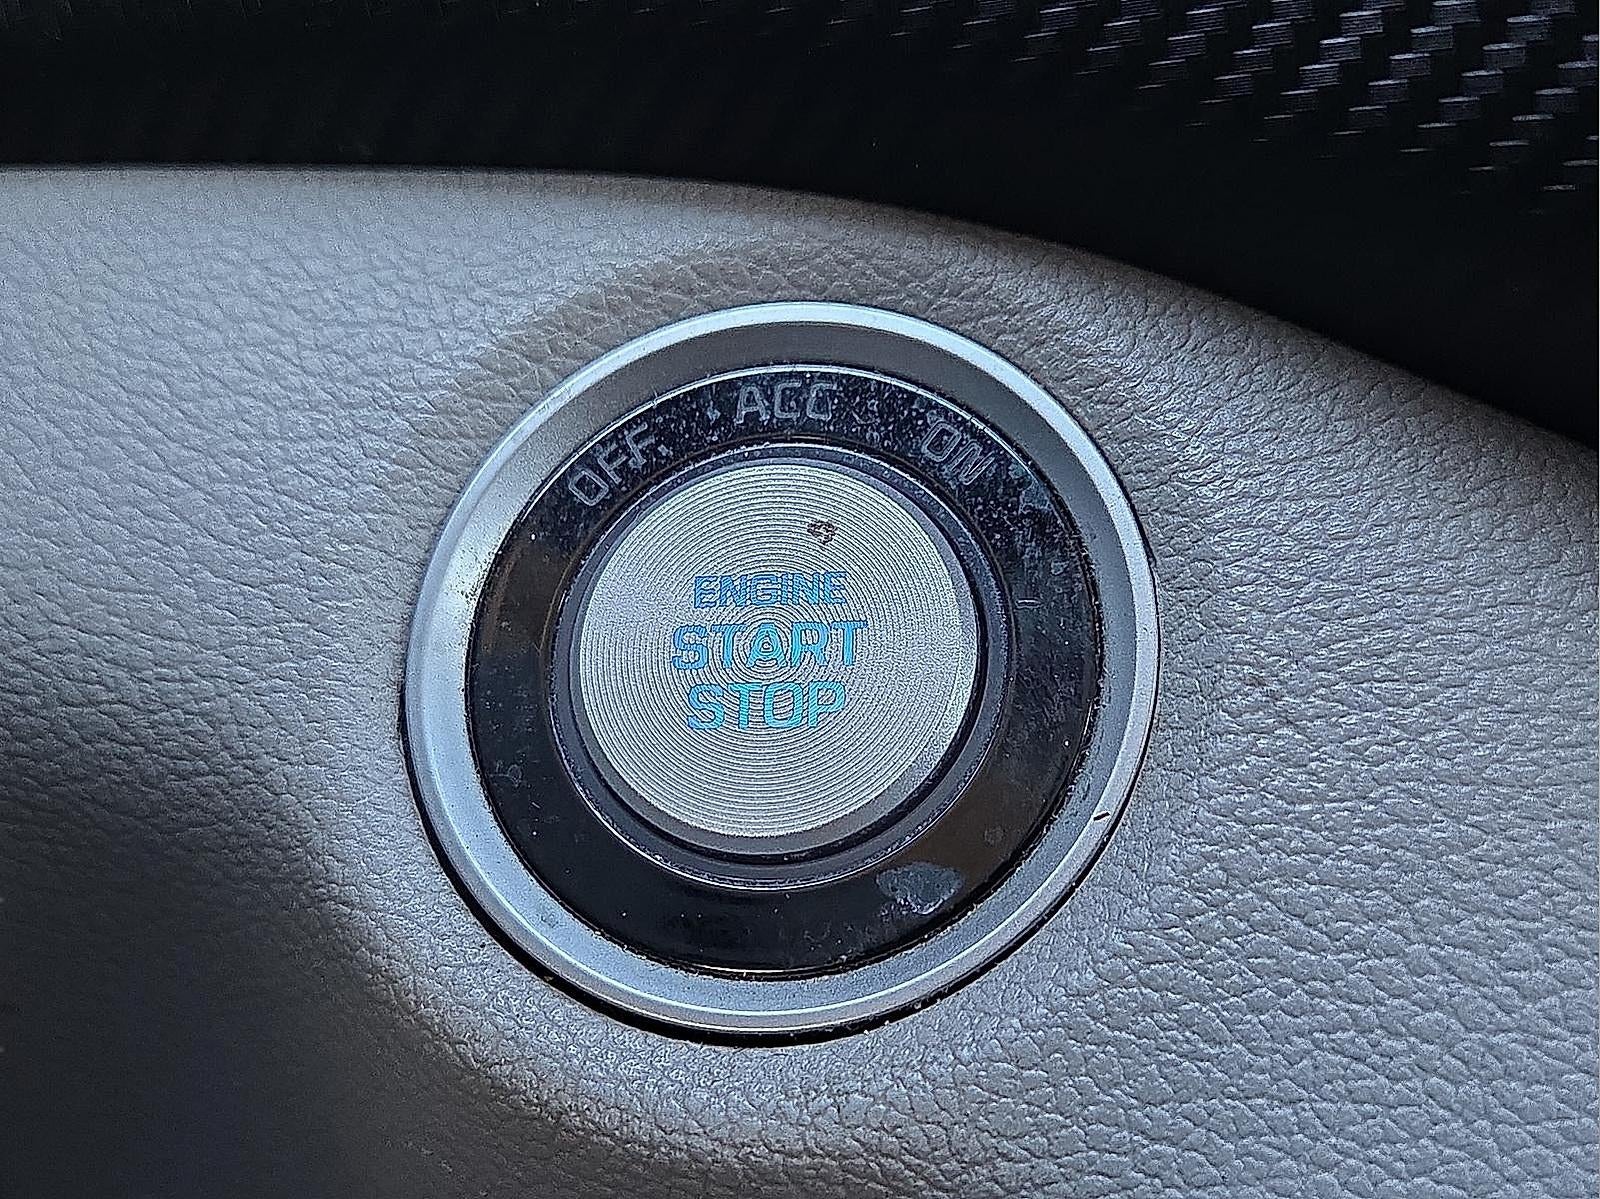 OFF ACC ON
ENGINE
START
STOP